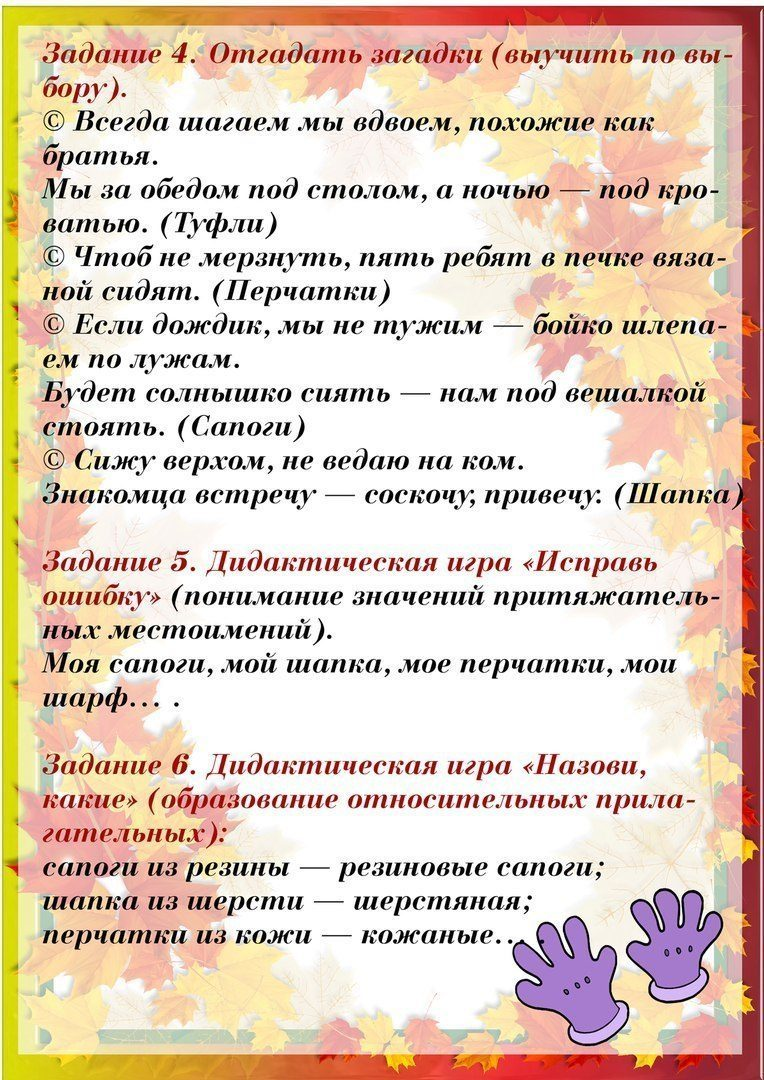 Задание 4. Отгадать загадки (выучить по вы-
бору).
© Всегда шагаем мы вдвоем, похожие как
братья.
Мы за обедом под столом, а ночью — под кро-
ватью. (Туфли)
© Чтоб не мерзнуть, пять ребят в печке вяза-
ной сидят. (Перчатки)
© Если дождик, мы не тужим — бойко шлепа-
ем по лужам.
Будет солнышко сиять — нам под вешалкой
стоять. (Сапоги)
© Сижу верхом, не ведаю на ком.
Знакомца встречу — соскочу, привечу. (Шапка)
Задание 5. Дидактическая игра «Исправь
ошибку» (понимание значений притяжатель-
ных местоимений).
Моя сапоги, мой шапка, мое перчатки, мои
шарф... .
Задание 6. Дидактическая игра «Назови,
какие» (образование относительных прила-
гательных):
сапоги из резины — резиновые сапоги;
шапка из шерсти — шерстяная;
перчатки из кожи — кожаные... .